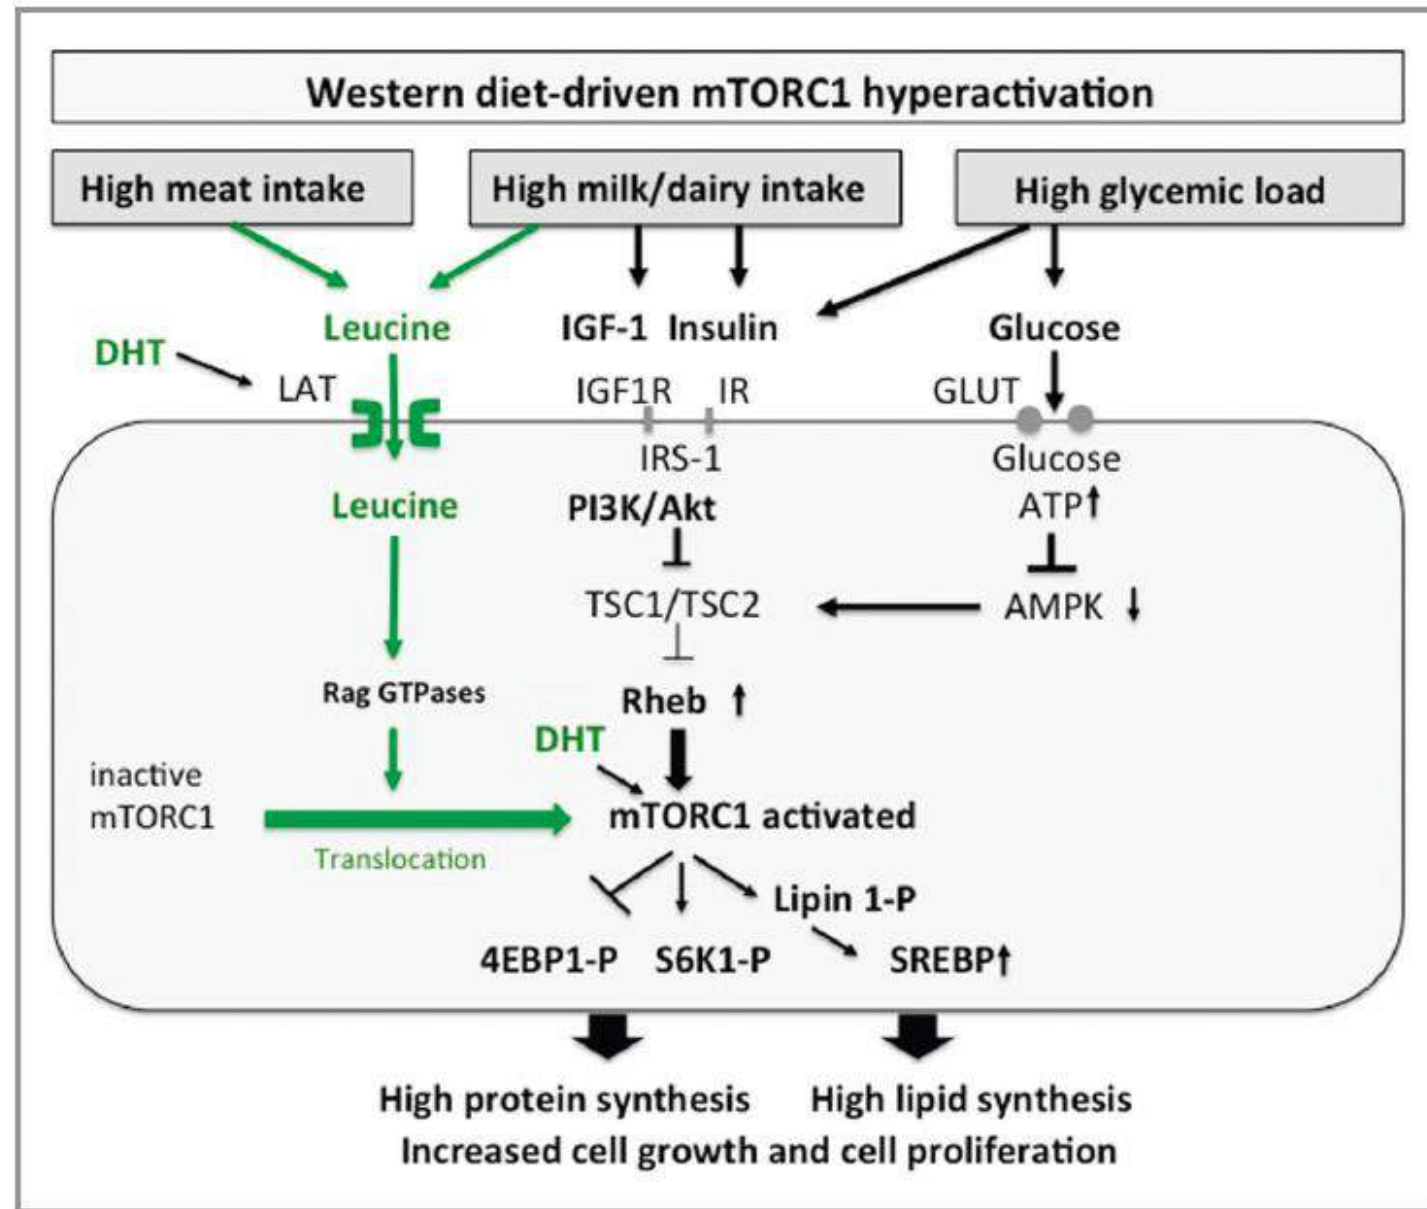 Western diet-driven mTORC1 hyperactivation
High meat intake
High milk/dairy intake
High glycemic load
Leucine
IGF-1 Insulin
Glucose
DHT
LAT
IGF1R IR
GLUT
IRS-1
Glucose
Leucine
PI3K/Akt
ATP↑
TSC1/TSC2
AMPK ↓
Rag GTPases
Rheb ↑
DHT
inactive
mTORC1
mTORC1 activated
Translocation
Lipin 1-P
4EBP1-P S6K1-P SREBP↑
High protein synthesis High lipid synthesis
Increased cell growth and cell proliferation